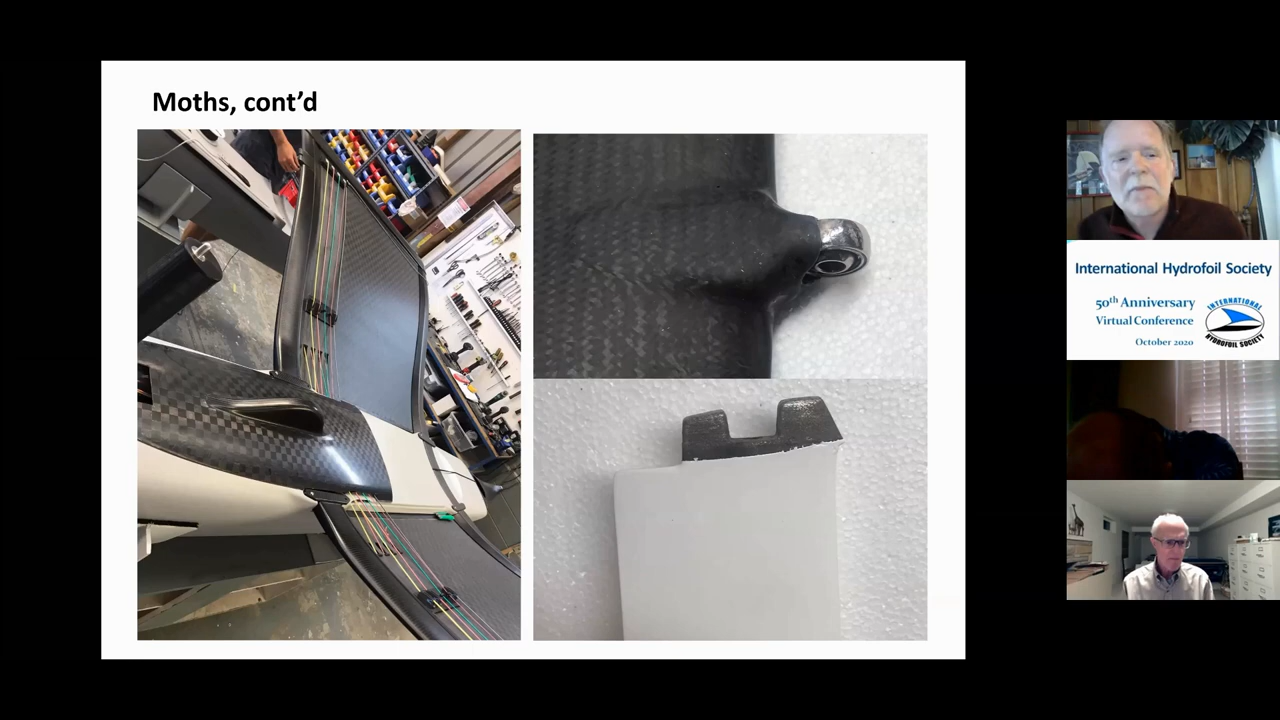 Moths, cont’d
International Hydrofoil Society
50th Anniversary
Virtual Conference
October 2020
INTERNATIONAL
HYDROFOIL SOCIETY